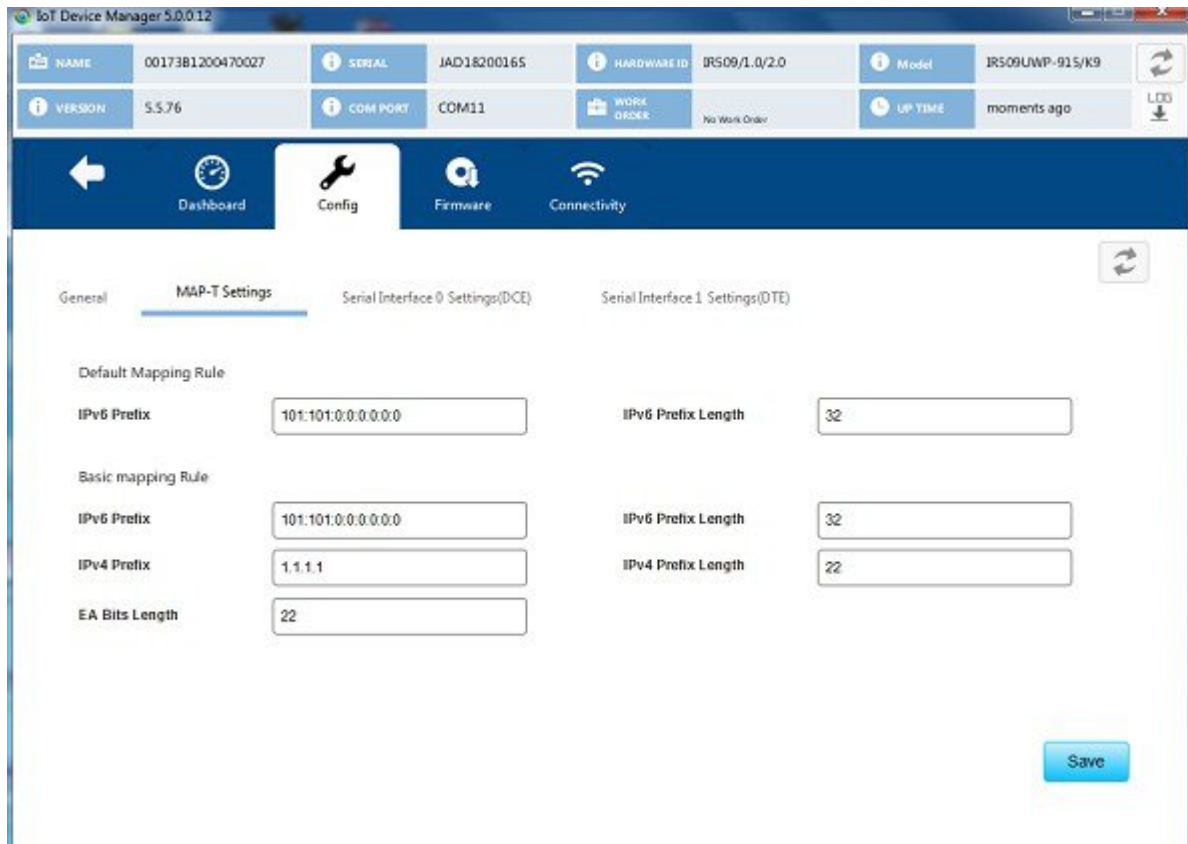 IoT Device Manager 5.0.0.12
NAME 00173B1200470027 SERIAL JAD1820016S HARDWARE ID IR509/1.0/2.0 Model IR509UWP-915/K9
VERSION 5.5.76 COM PORT COM11 WORK ORDER No Work Order UP TIME moments ago LOG
Dashboard Config Firmware Connectivity
General MAP-T Settings Serial Interface 0 Settings(DCE) Serial Interface 1 Settings(DTE)
Default Mapping Rule
IPv6 Prefix 101:101:0:0:0:0:0:0 IPv6 Prefix Length 32
Basic mapping Rule
IPv6 Prefix 101:101:0:0:0:0:0:0 IPv6 Prefix Length 32
IPv4 Prefix 1.1.1.1 IPv4 Prefix Length 22
EA Bits Length 22
Save